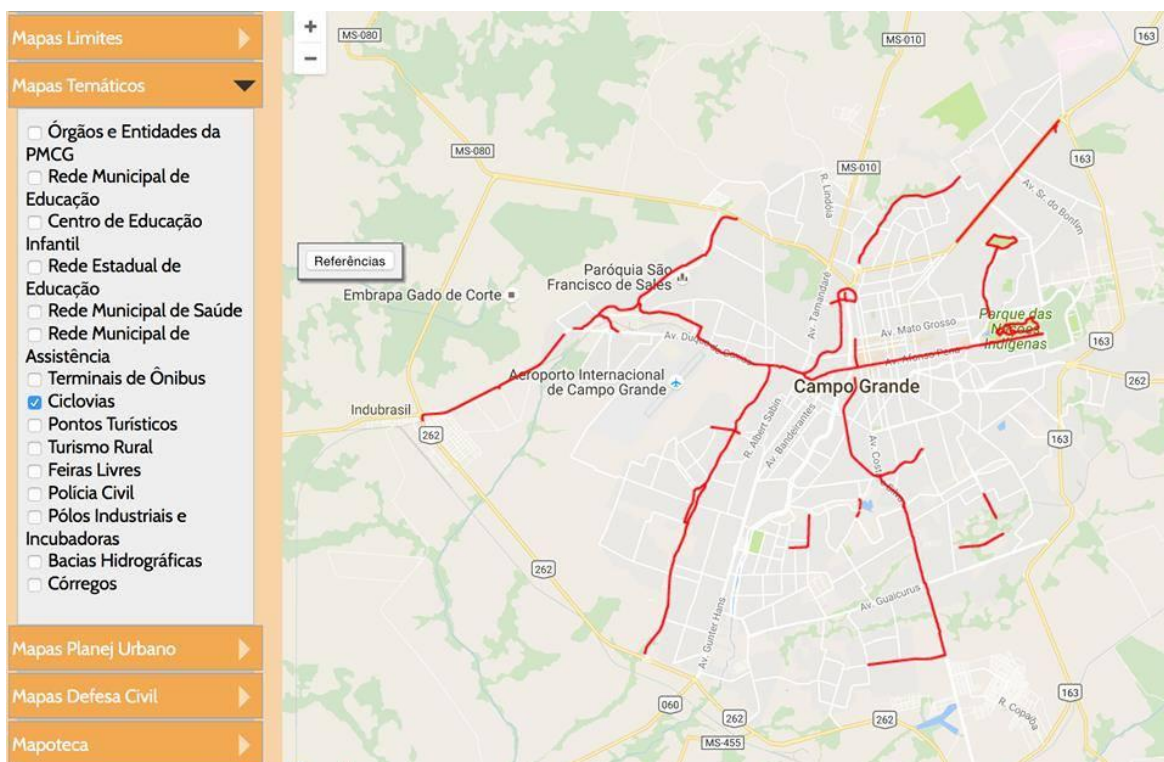 Mapas Limites
Mapas Temáticos
Órgãos e Entidades da
PMCG
Rede Municipal de
Educação
Centro de Educação
Infantil
Rede Estadual de
Educação
Rede Municipal de Saúde
Rede Municipal de
Assistência
Terminais de Ônibus
Ciclovias
Pontos Turísticos
Turismo Rural
Feiras Livres
Polícia Civil
Pólos Industriais e
Incubadoras
Bacias Hidrográficas
Córregos
Mapas Planej Urbano
Mapas Defesa Civil
Mapoteca
+
−
MS-080
MS-010
163
MS-080
MS-010
163
R. Lindóia
Av. Sr. do Bonfim
Referências
Paróquia São
Francisco de Sales
Embrapa Gado de Corte
Av. Tamandaré
Av. Mato Grosso
Parque das
Nações
Indígenas
Av. Duque de Caxias
Av. Afonso Pena
163
Aeroporto Internacional
de Campo Grande
Campo Grande
262
Indubrasil
262
R. Albert Sabin
Av. Bandeirantes
Av. Costa e Silva
163
262
Av. Guaicurus
Av. Gunter Hans
060
262
262
163
R. Copaíba
MS-455